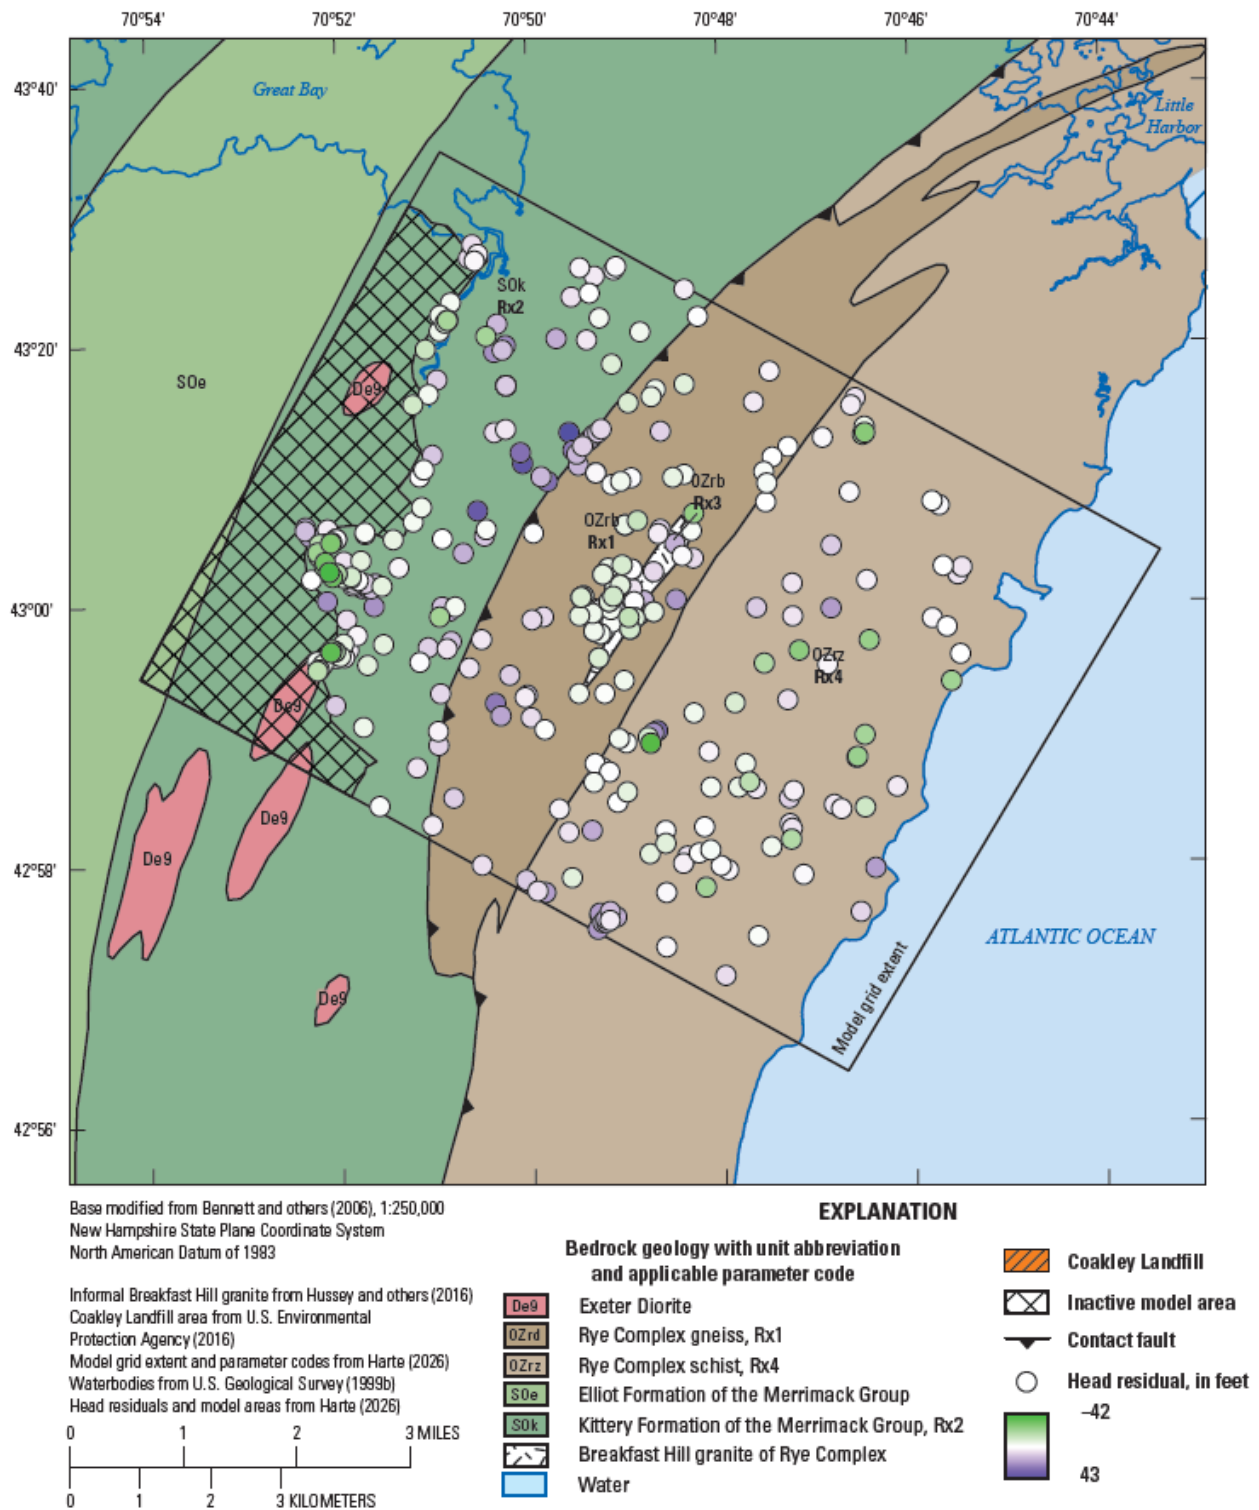 70°54'
70°52'
70°50'
70°48'
70°46'
70°44'
43°40'
Great Bay
Little
Harbor
SOk
Rx2
43°20'
De9
SOe
OZrb
Rx3
OZrb
Rx1
43°00'
OZrz
Rx4
De9
De9
De9
42°58'
ATLANTIC OCEAN
Model grid extent
De9
42°56'
Base modified from Bennett and others (2006), 1:250,000
New Hampshire State Plane Coordinate System
North American Datum of 1983
Informal Breakfast Hill granite from Hussey and others (2016)
Coakley Landfill area from U.S. Environmental
Protection Agency (2016)
Model grid extent and parameter codes from Harte (2026)
Waterbodies from U.S. Geological Survey (1999b)
Head residuals and model areas from Harte (2026)
0 1 2 3 MILES
0 1 2 3 KILOMETERS
EXPLANATION
Bedrock geology with unit abbreviation
and applicable parameter code
De9 Exeter Diorite
OZrd Rye Complex gneiss, Rx1
OZrz Rye Complex schist, Rx4
SOe Elliot Formation of the Merrimack Group
SOk Kittery Formation of the Merrimack Group, Rx2
Breakfast Hill granite of Rye Complex
Water
Coakley Landfill
Inactive model area
Contact fault
Head residual, in feet
–42
43